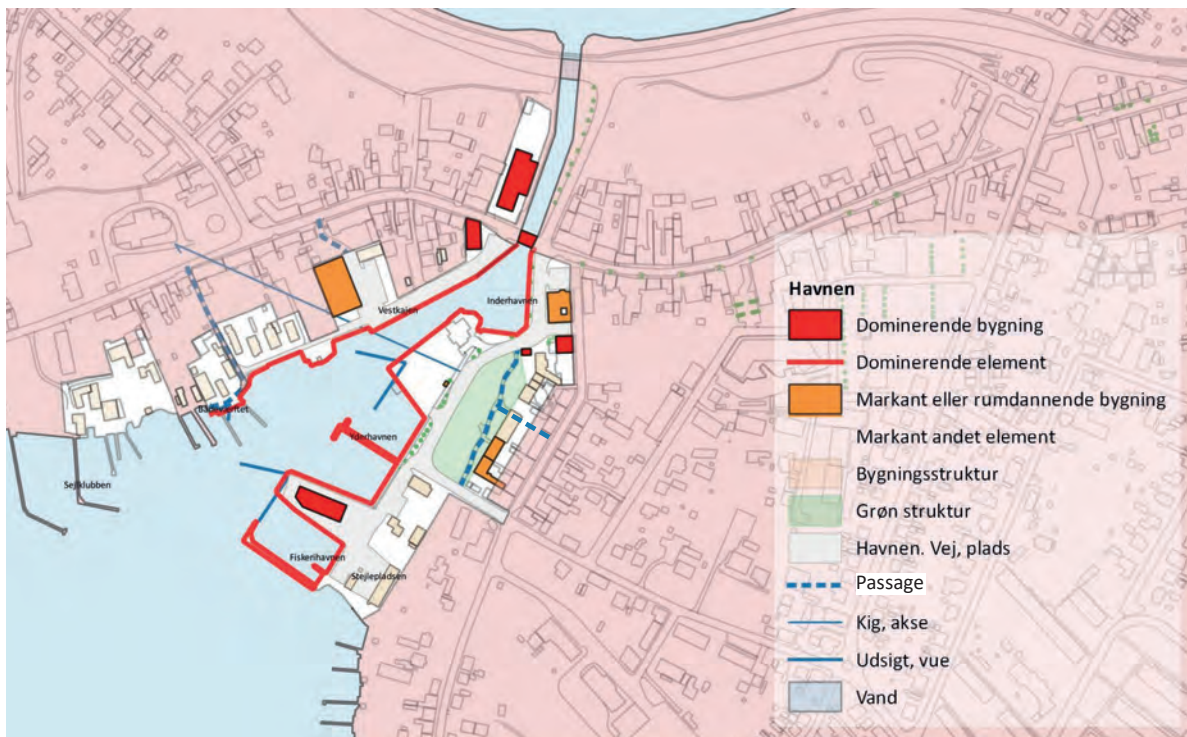 Inderhavnen
Vestkajen
Bådeværftet
Yderhavnen
Sejlklubben
Fiskerihavnen
Stejlepladsen
Havnen
Dominerende bygning
Dominerende element
Markant eller rumdannende bygning
Markant andet element
Bygningsstruktur
Grøn struktur
Havnen. Vej, plads
Passage
Kig, akse
Udsigt, vue
Vand